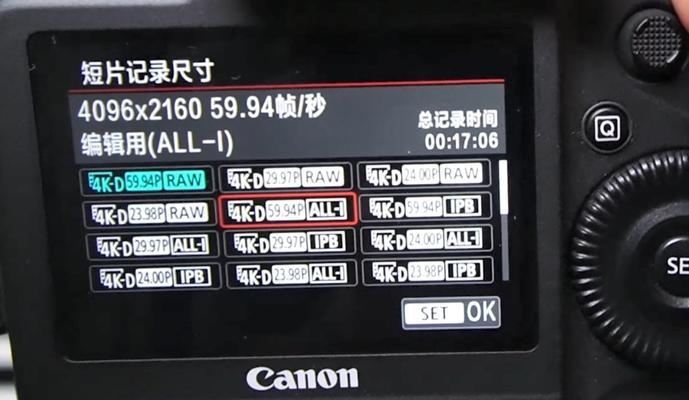 短片记录尺寸
4096x2160 59.94帧/秒
总记录时间
编辑用(ALL-I) 00:17:06
4K-D 59.94P RAW 4K-D 29.97P RAW 4K-D 24.00P RAW
4K-D 23.98P RAW 4K-D 59.94P ALL-I 4K-D 59.94P IPB
4K-D 29.97P ALL-I 4K-D 29.97P IPB 4K-D 24.00P ALL-I
4K-D 24.00P IPB 4K-D 23.98P ALL-I 4K-D 23.98P IPB
SET OK
Q
SE
Canon